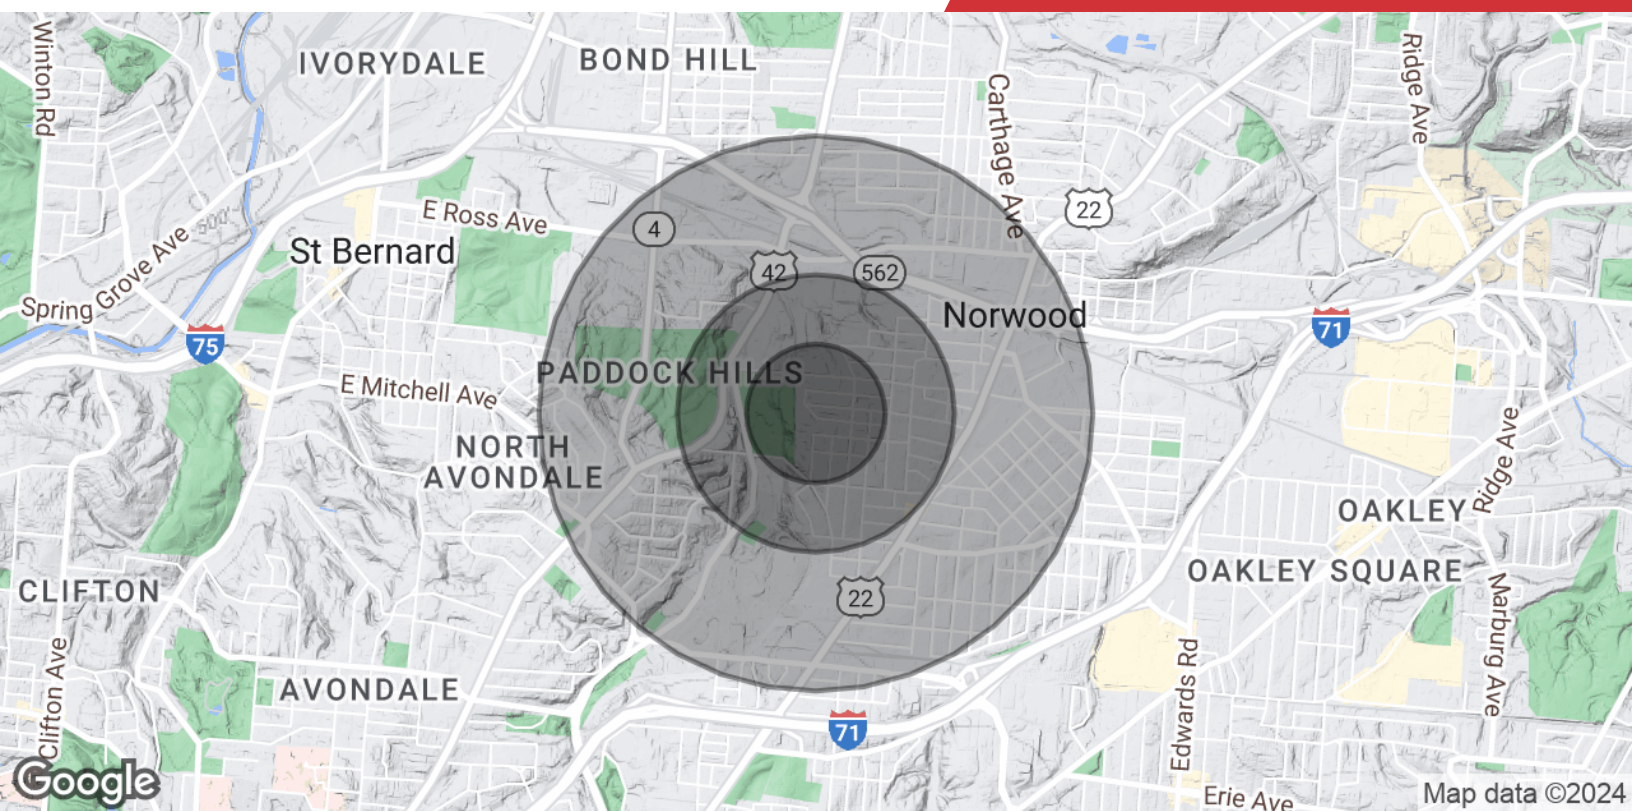 Winton Rd
IVORYDALE
BOND HILL
Ridge Ave
Carthage Ave
E Ross Ave
22
4
500'
St Bernard
Spring Grove Ave
42
562
Norwood
75
71
PADDOCK HILLS
E Mitchell Ave
NORTH
AVONDALE
Ridge Ave
OAKLEY
OAKLEY SQUARE
CLIFTON
22
Marburg Ave
Clifton Ave
AVONDALE
Edwards Rd
71
Google
Erie Ave
Map data ©2024